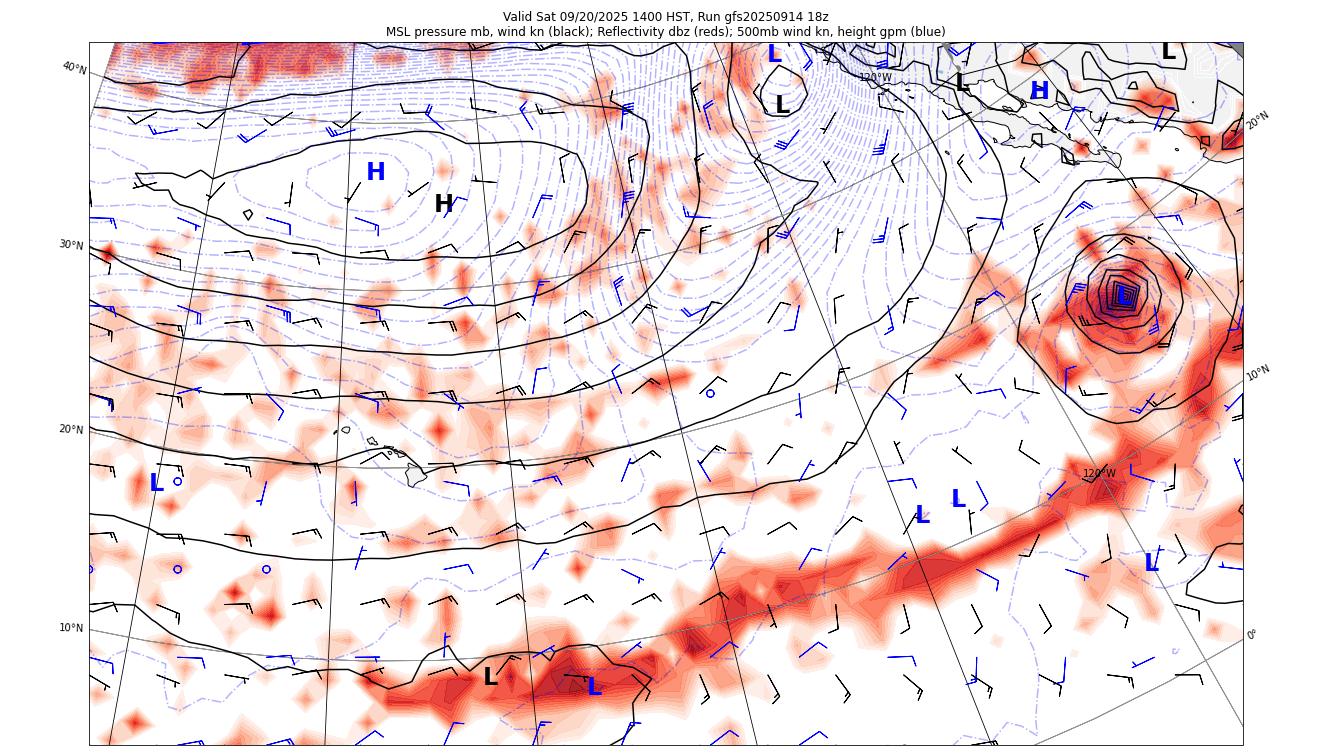 Valid Sat 09/20/2025 1400 HST, Run gfs20250914 18z
MSL pressure mb, wind kn (black); Reflectivity dbz (reds); 500mb wind kn, height gpm (blue)
L
L
40°N
120°W
L
H
L
20°N
H
H
30°N
L
10°N
20°N
120°W
L
L
L
L
L
10°N
0°
L
L